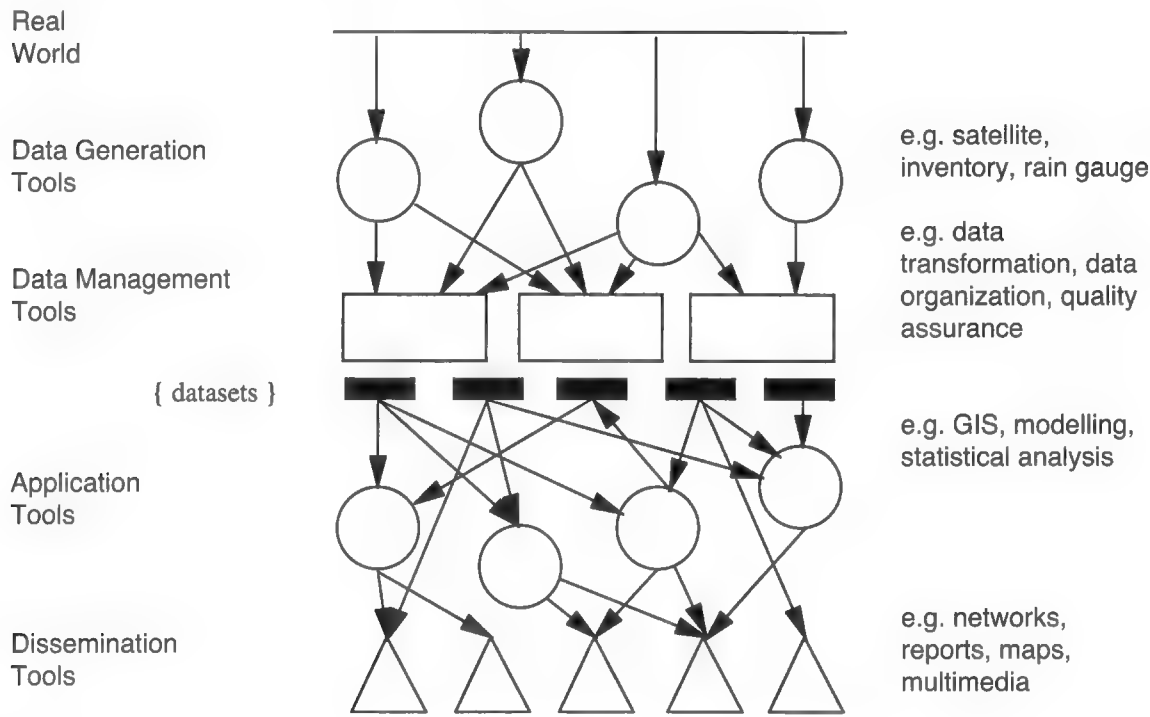 Real
World
Data Generation
Tools
e.g. satellite,
inventory, rain gauge
Data Management
Tools
e.g. data
transformation, data
organization, quality
assurance
{ datasets }
Application
Tools
e.g. GIS, modelling,
statistical analysis
Dissemination
Tools
e.g. networks,
reports, maps,
multimedia